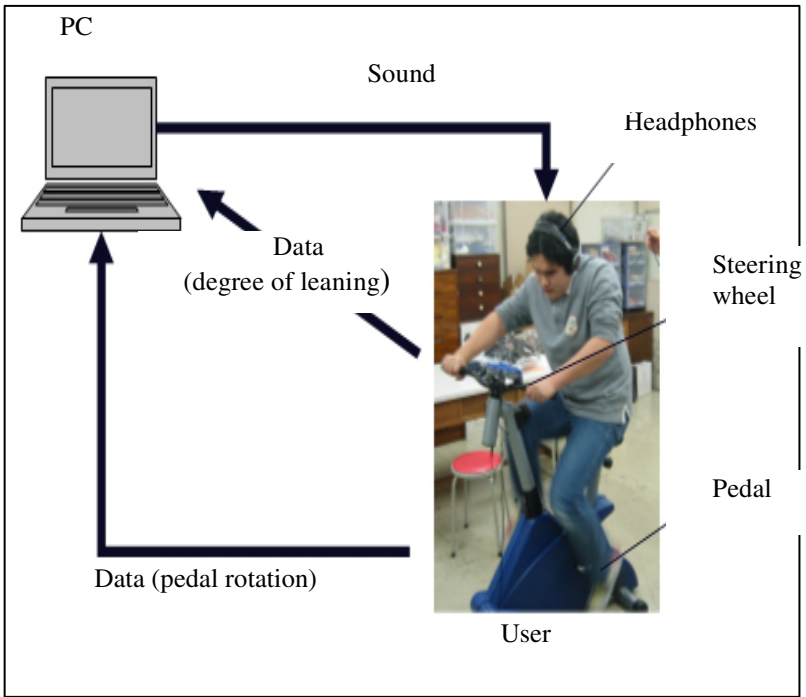 PC
Sound
Headphones
Data
(degree of leaning)
Steering
wheel
Pedal
Data (pedal rotation)
User